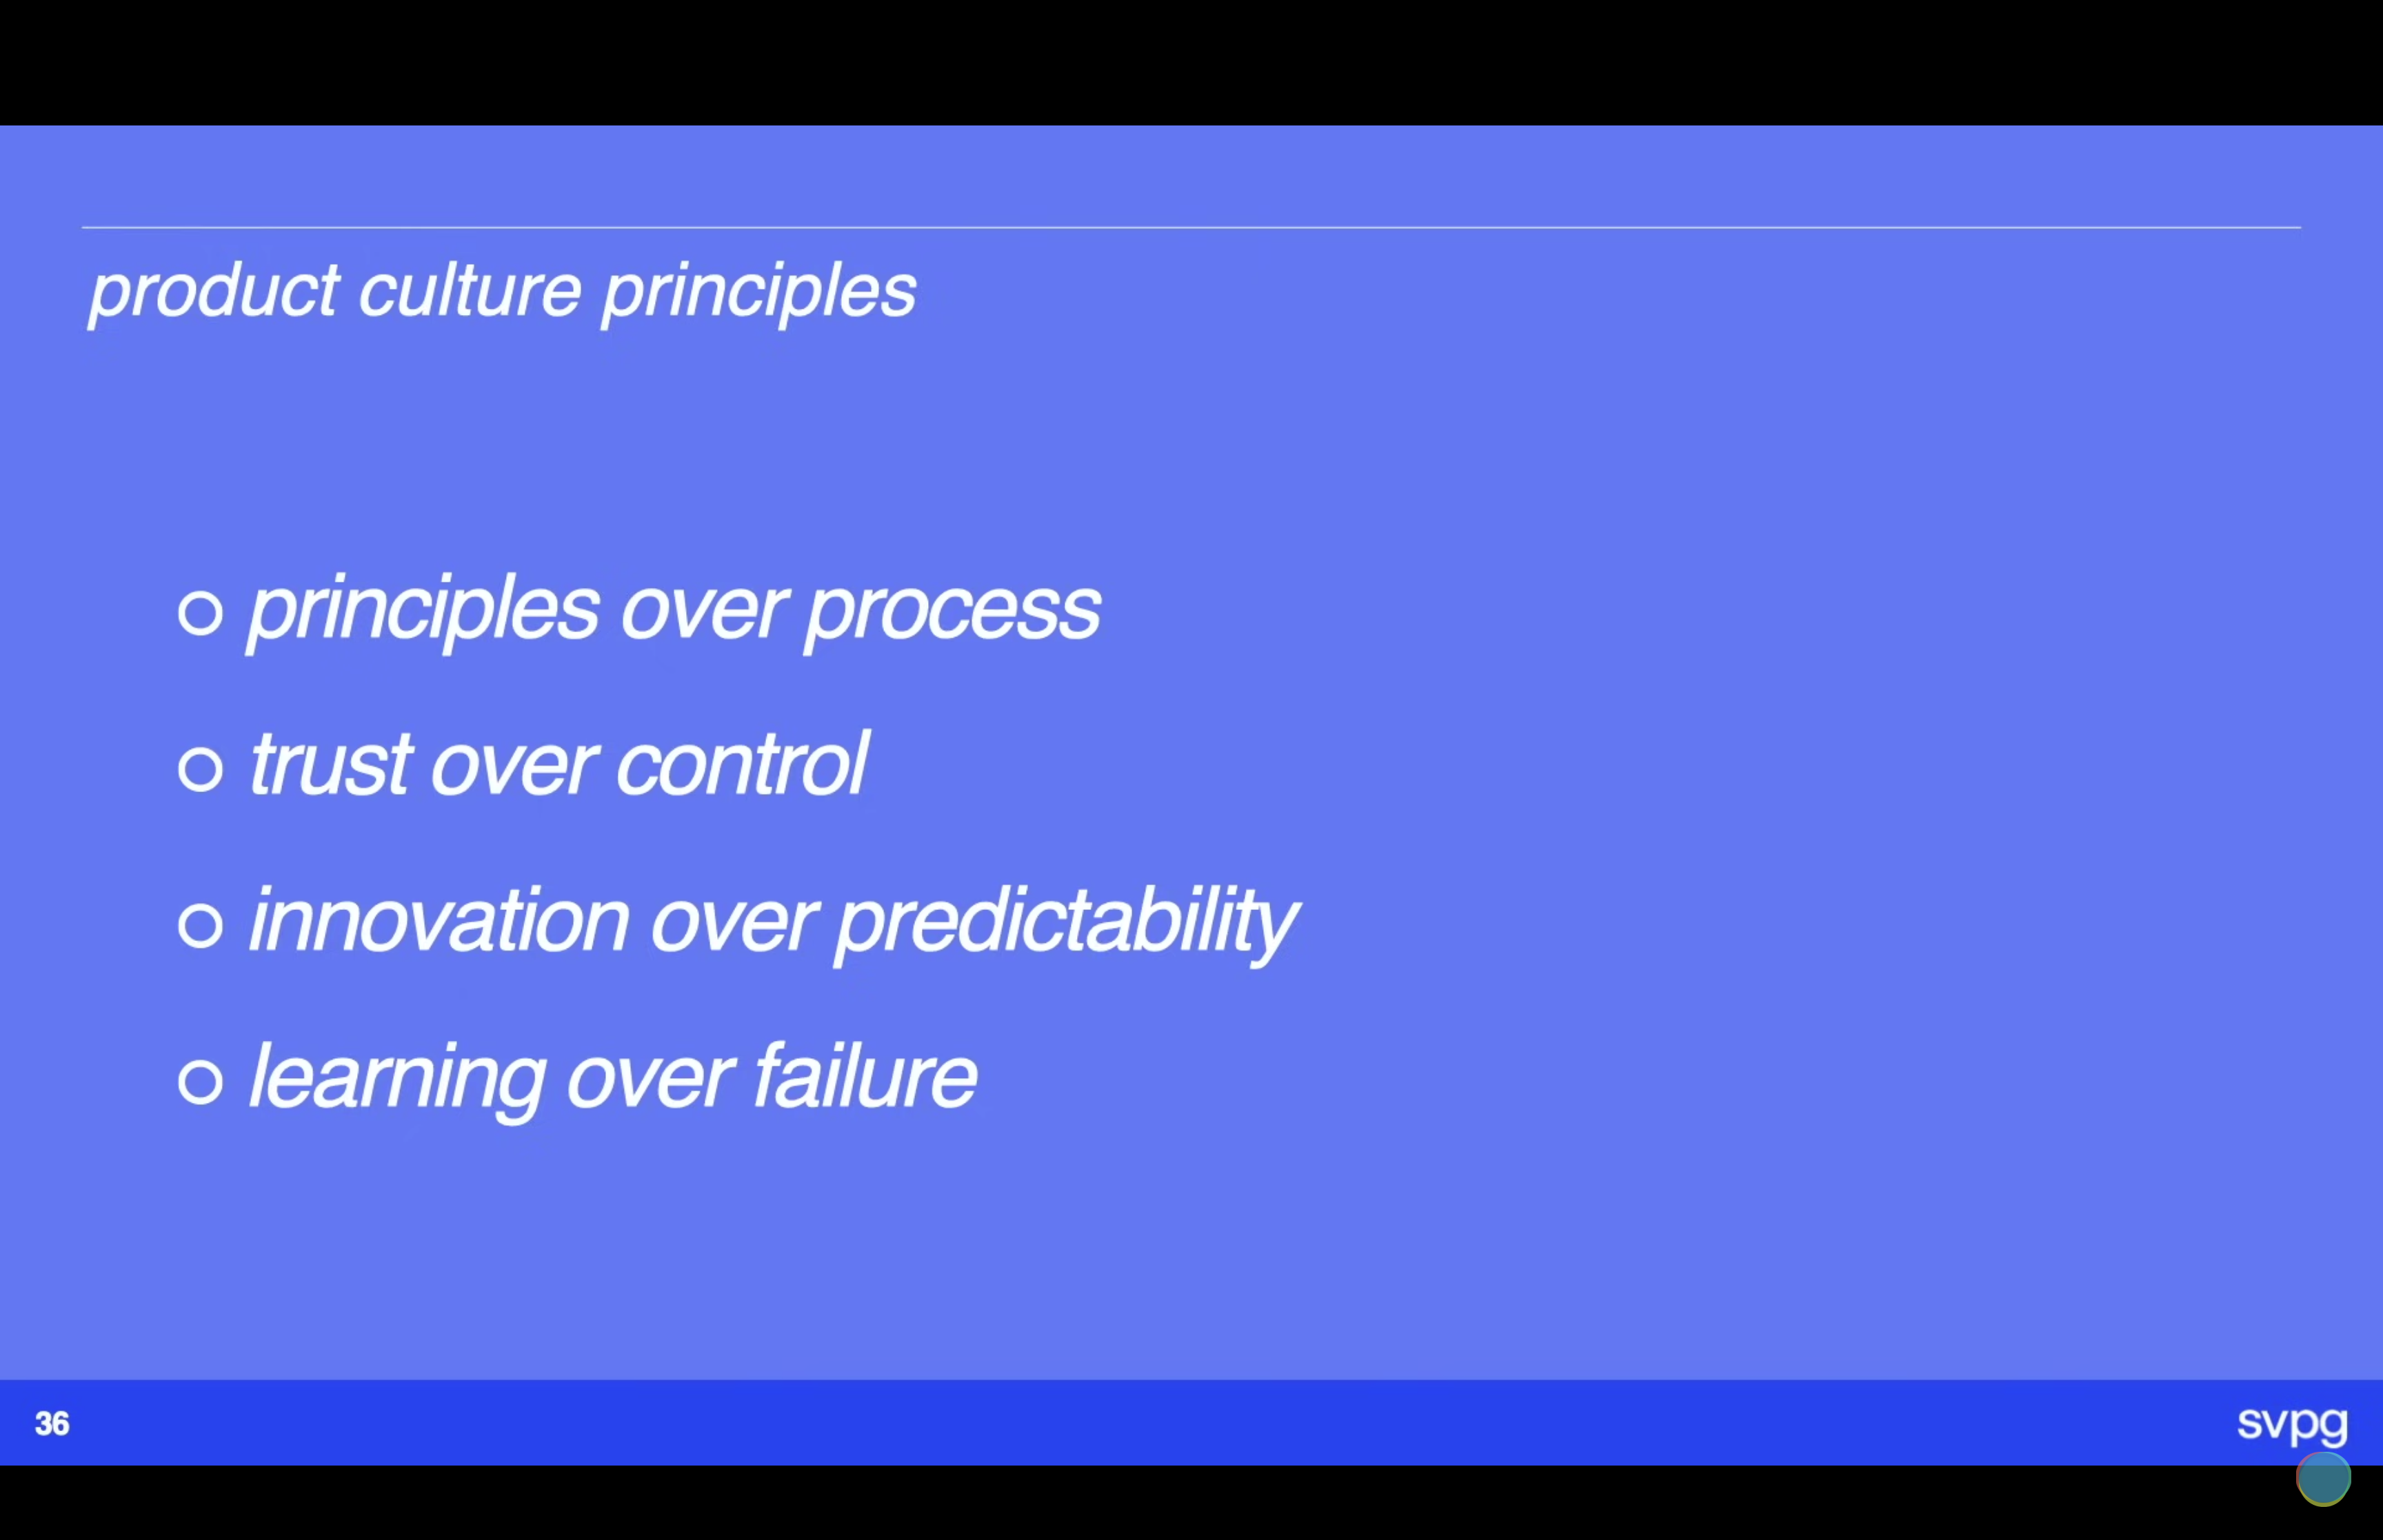 product culture principles
principles over process
trust over control
innovation over predictability
learning over failure
36
svpg